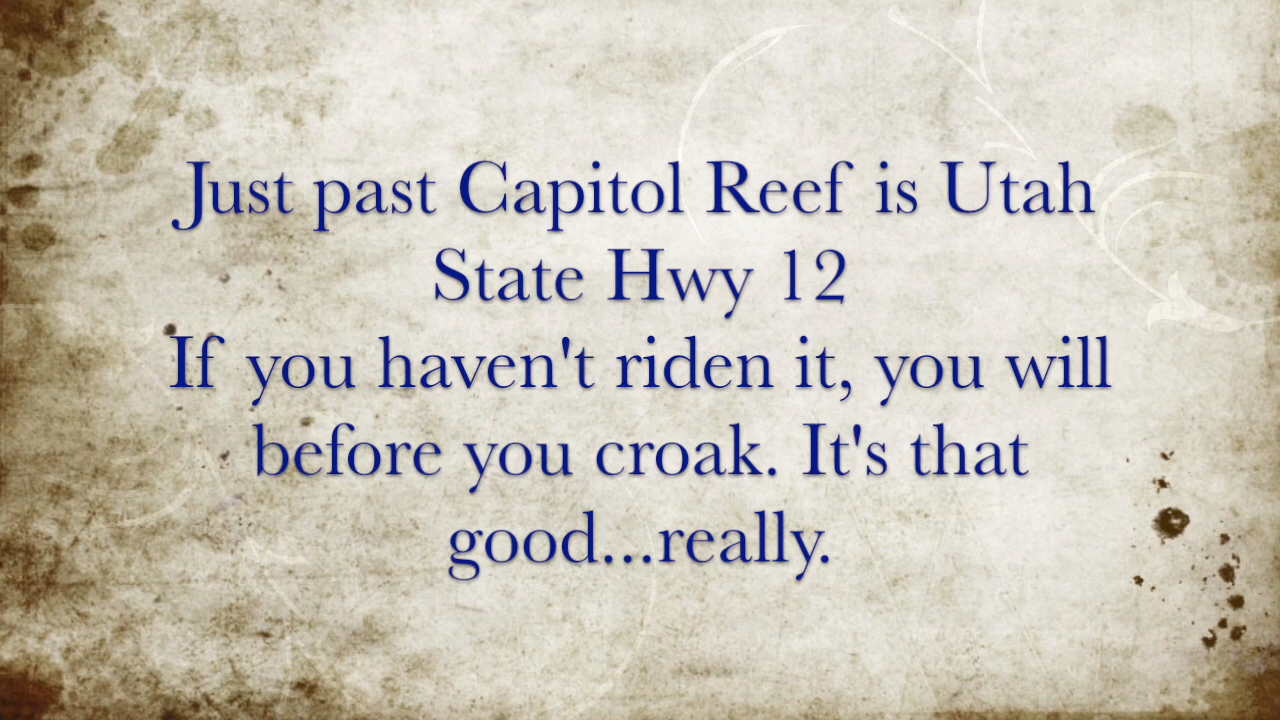 Just past Capitol Reef is Utah
State Hwy 12
If you haven't riden it, you will
before you croak. It's that
good...really.